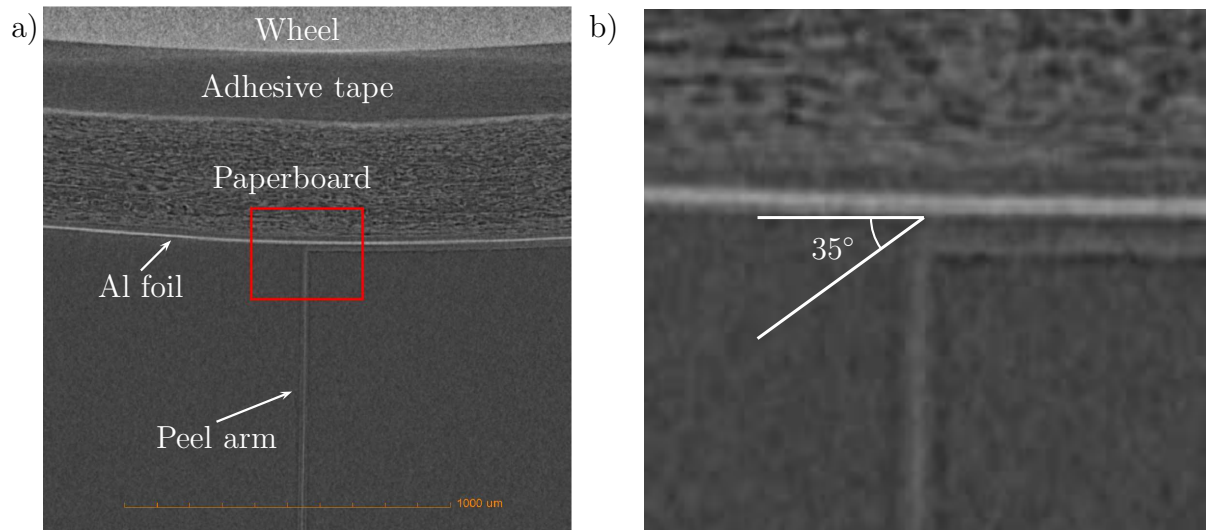 a)
Wheel
Adhesive tape
Paperboard
Al foil
Peel arm
1000 um
b)
35°